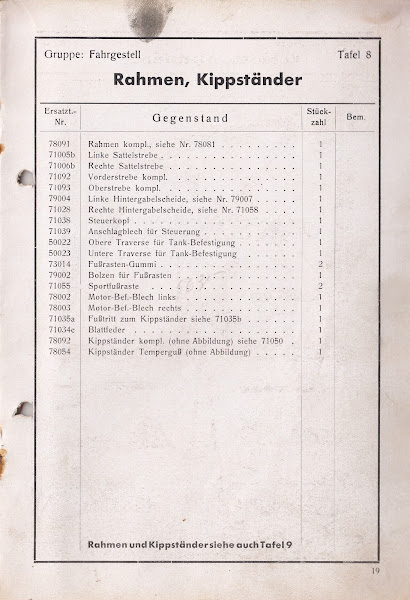 Gruppe: Fahrgestell Tafel 8
Rahmen, Kippständer
Ersatzt.-Nr. Gegenstand Stück-zahl Bem.
78091 Rahmen kompl., siehe Nr. 78081 . . . . . . . . 1
71005b Linke Sattelstrebe . . . . . . . . . . . . . 1
71006b Rechte Sattelstrebe . . . . . . . . . . . . 1
71092 Vorderstrebe kompl. . . . . . . . . . . . . 1
71093 Oberstrebe kompl. . . . . . . . . . . . . . 1
79004 Linke Hintergabelscheide, siehe Nr. 79007 . . . . 1
71028 Rechte Hintergabelscheide, siehe Nr. 71058 . . . . 1
71038 Steuerkopf . . . . . . . . . . . . . . . . 1
71039 Anschlagblech für Steuerung . . . . . . . . . 1
50022 Obere Traverse für Tank-Befestigung . . . . . . 1
50023 Untere Traverse für Tank-Befestigung . . . . . 1
73014 Fußrasten-Gummi . . . . . . . . . . . . . . 2
79002 Bolzen für Fußrasten . . . . . . . . . . . . 1
71055 Sportfußraste . . . . . . . . . . . . . . . 2
78002 Motor-Bef.-Blech links . . . . . . . . . . . 1
78003 Motor-Bef.-Blech rechts . . . . . . . . . . . 1
71035a Fußtritt zum Kippständer siehe 71035b . . . . . 1
71034c Blattfeder . . . . . . . . . . . . . . . . 1
78092 Kippständer kompl. (ohne Abbildung) siehe 71050 . 1
78054 Kippständer Temperguß (ohne Abbildung) . . . . . 1
Rahmen und Kippständer siehe auch Tafel 9
19